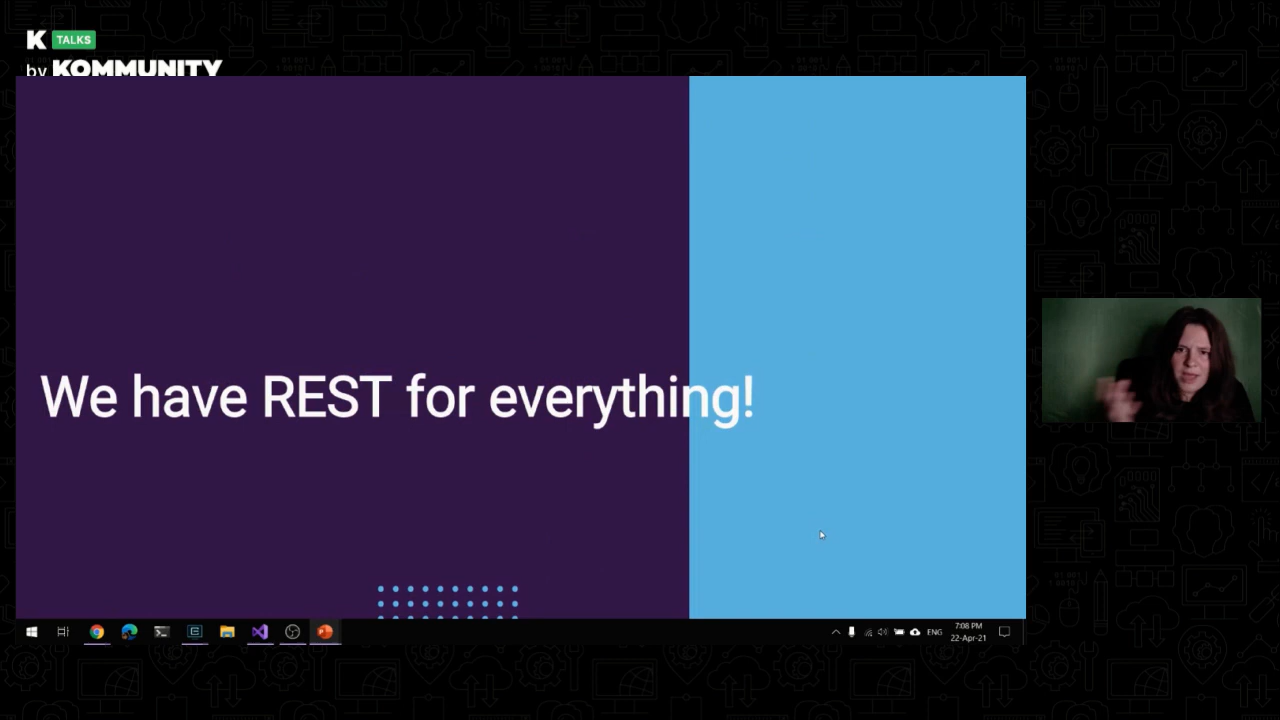 K TALKS
by KOMMUNITY
We have REST for everything!
ENG
7:08 PM
22-Apr-21